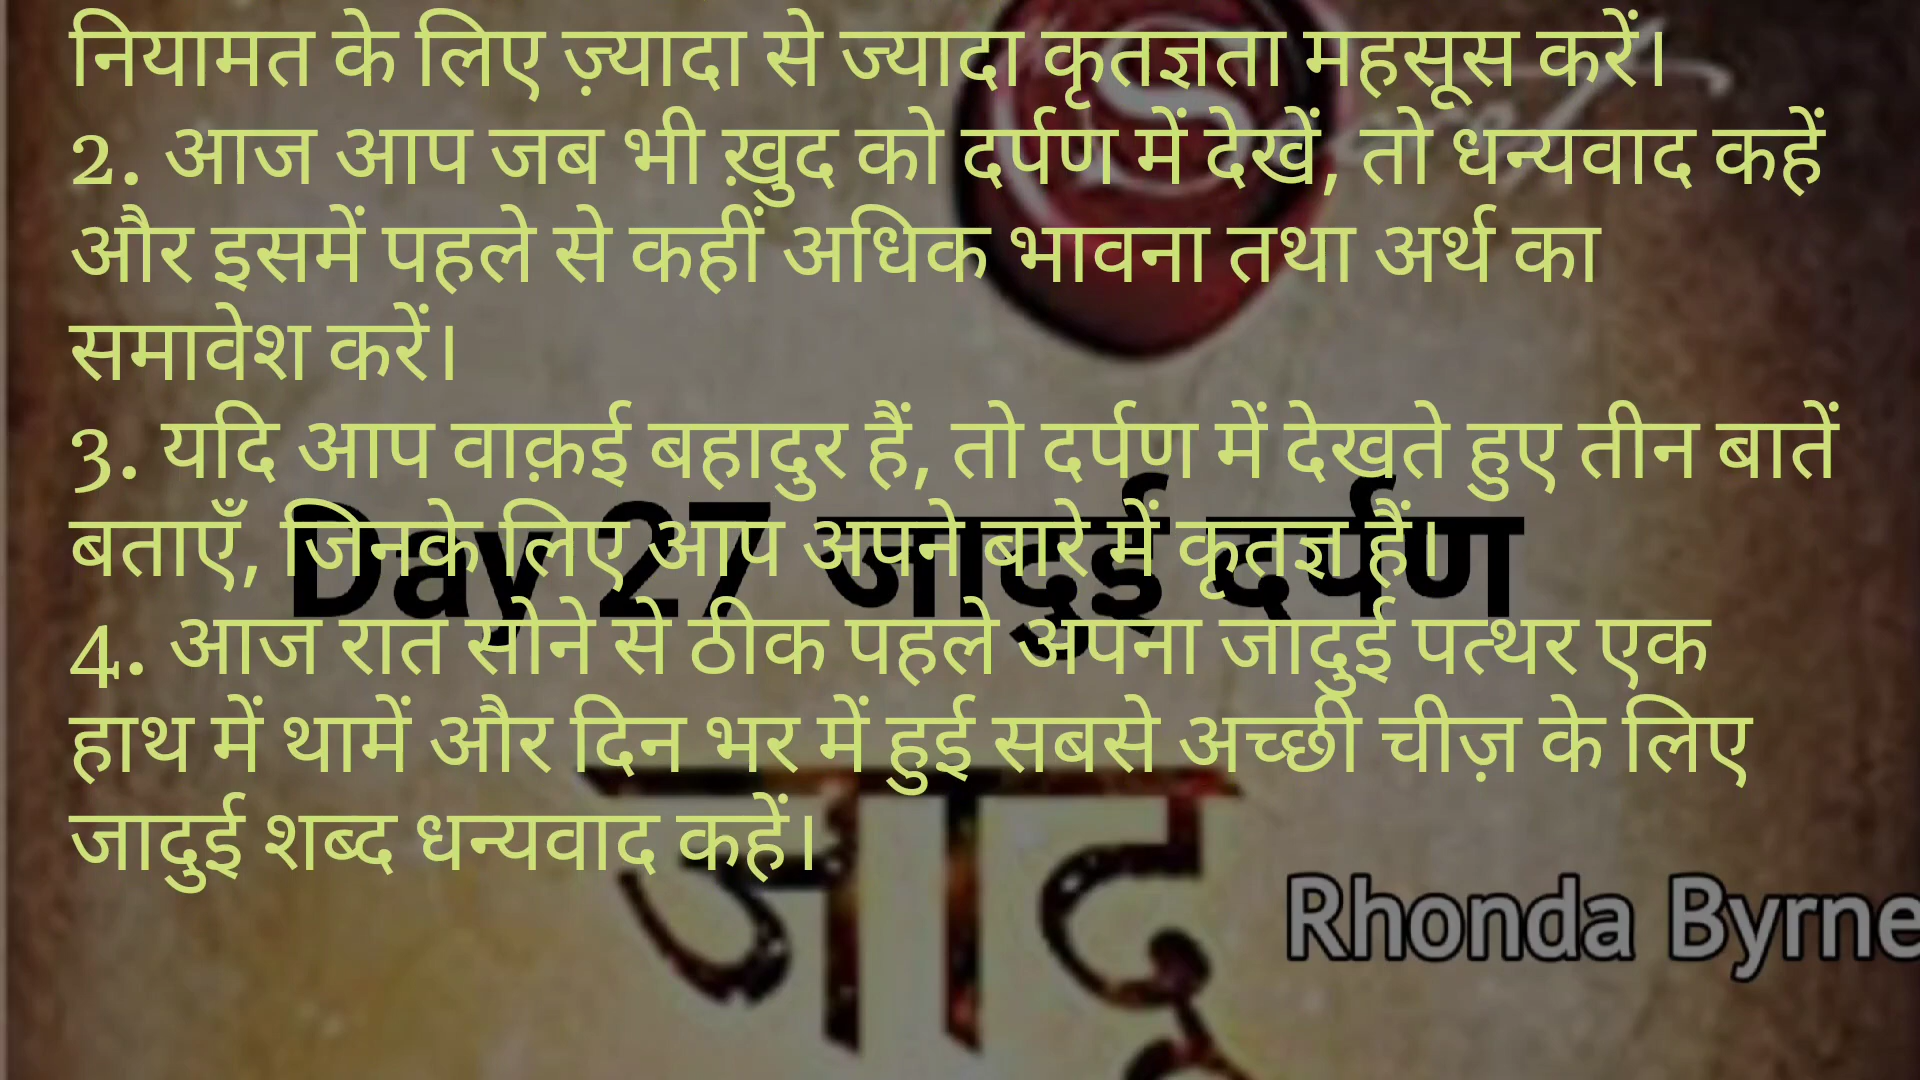 नियामत के लिए ज़्यादा से ज्यादा कृतज्ञता महसूस करें।
2. आज आप जब भी ख़ुद को दर्पण में देखें, तो धन्यवाद कहें
और इसमें पहले से कहीं अधिक भावना तथा अर्थ का
समावेश करें।
3. यदि आप वाक़ई बहादुर हैं, तो दर्पण में देखते हुए तीन बातें
बताएँ, जिनके लिए आप अपने बारे में कृतज्ञ हैं।
Day 27 जादुई दर्पण
4. आज रात सोने से ठीक पहले अपना जादुई पत्थर एक
हाथ में थामें और दिन भर में हुई सबसे अच्छी चीज़ के लिए
जादुई शब्द धन्यवाद कहें।
जादू
Rhonda Byrne